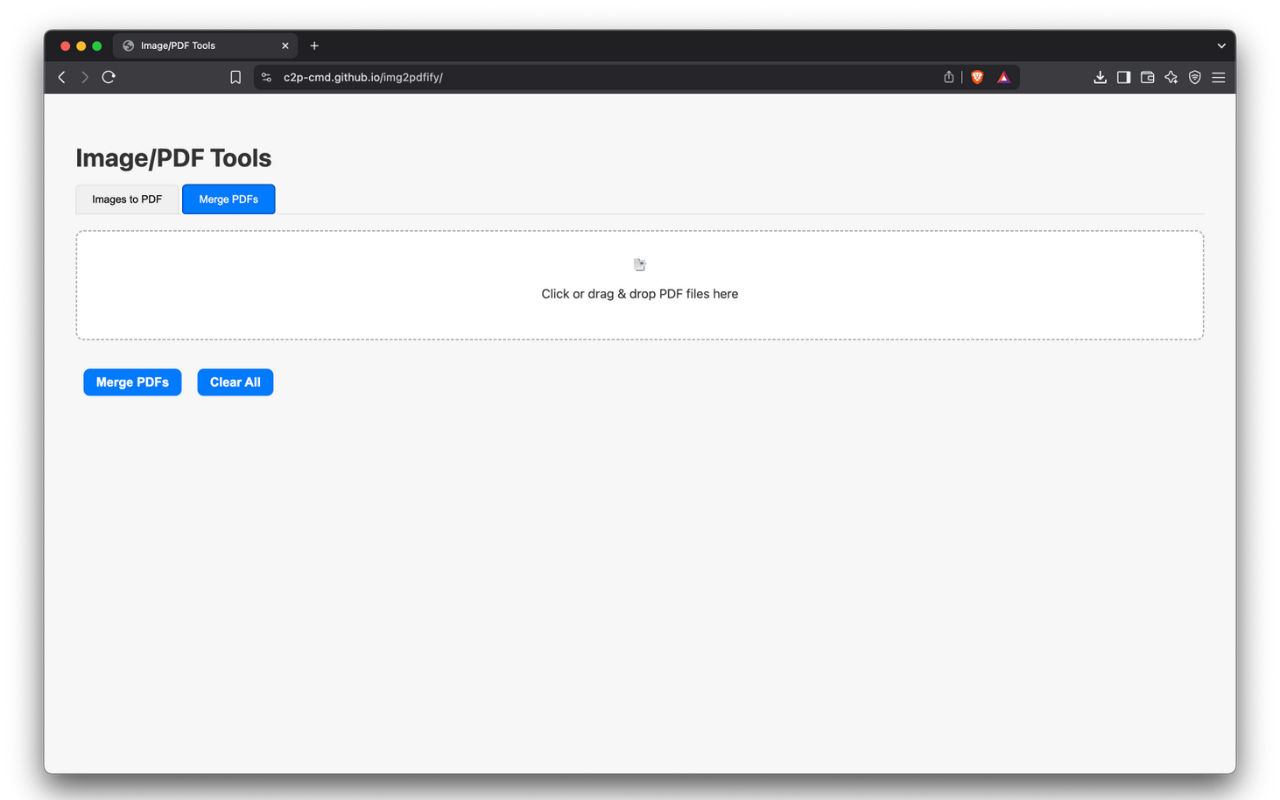 Image/PDF Tools
c2p-cmd.github.io/img2pdfify/
Image/PDF Tools
Images to PDF
Merge PDFs
Click or drag & drop PDF files here
Merge PDFs
Clear All